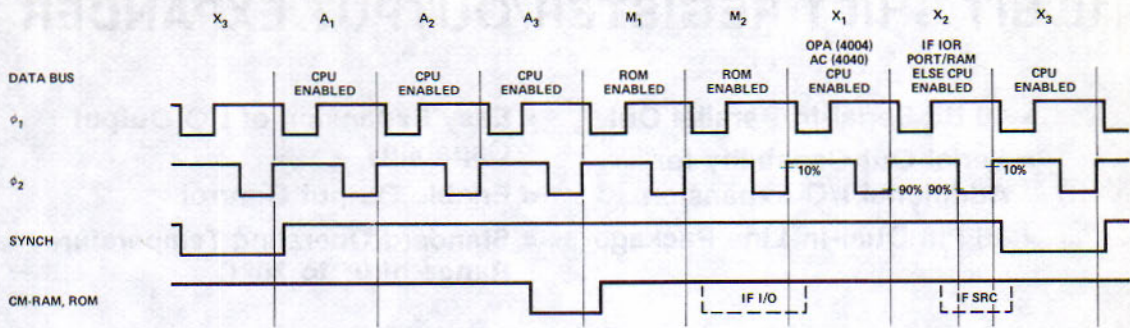 X₃ A₁ A₂ A₃ M₁ M₂ X₁ X₂ X₃
DATA BUS
CPU
ENABLED
CPU
ENABLED
CPU
ENABLED
ROM
ENABLED
ROM
ENABLED
OPA (4004)
AC (4040)
CPU
ENABLED
IF IOR
PORT/RAM
ELSE CPU
ENABLED
CPU
ENABLED
ϕ₁
ϕ₂
10% 10%
90% 90%
SYNCH
CM-RAM, ROM
IF I/O IF SRC